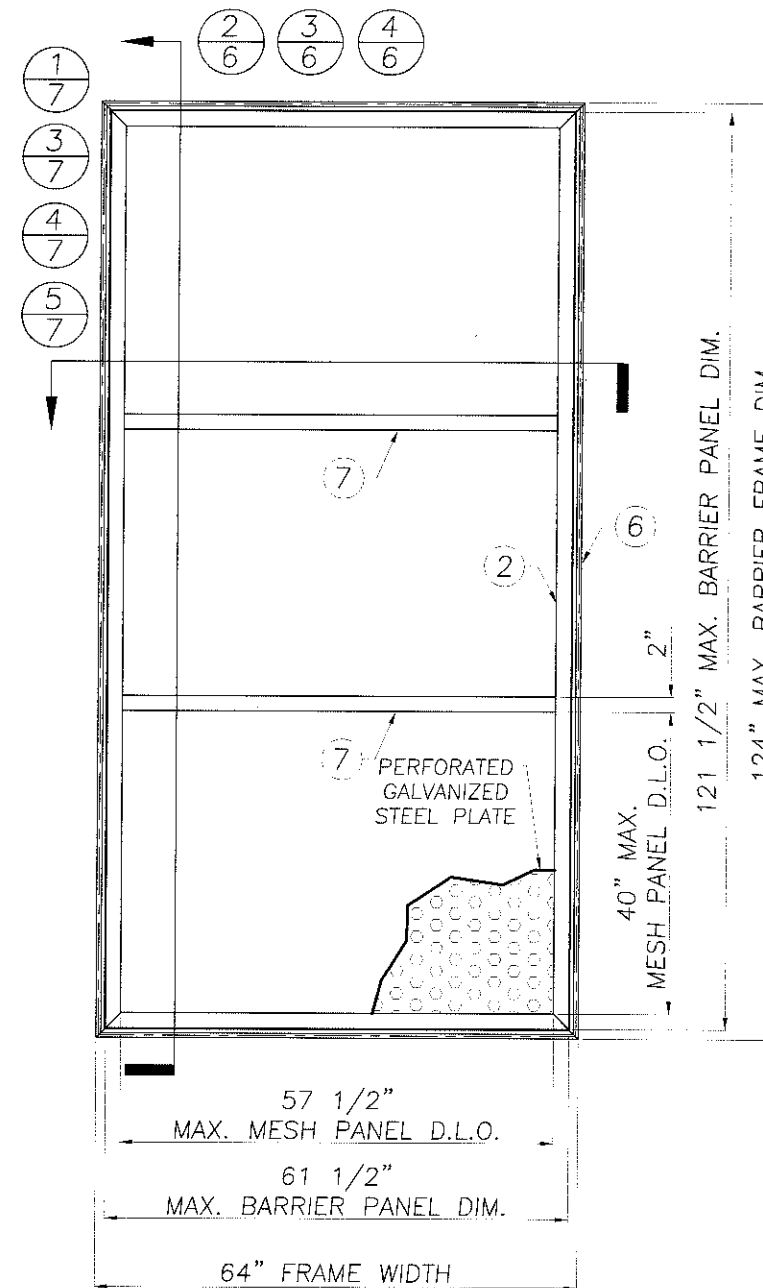 2
6
3
6
4
6
1
7
3
7
4
7
5
7
7
6
2
7
PERFORATED
GALVANIZED
STEEL PLATE
2"
40" MAX.
MESH PANEL D.L.O.
121 1/2" MAX. BARRIER PANEL DIM.
124" MAX. BARRIER FRAME DIM.
57 1/2"
MAX. MESH PANEL D.L.O.
61 1/2"
MAX. BARRIER PANEL DIM.
64" FRAME WIDTH